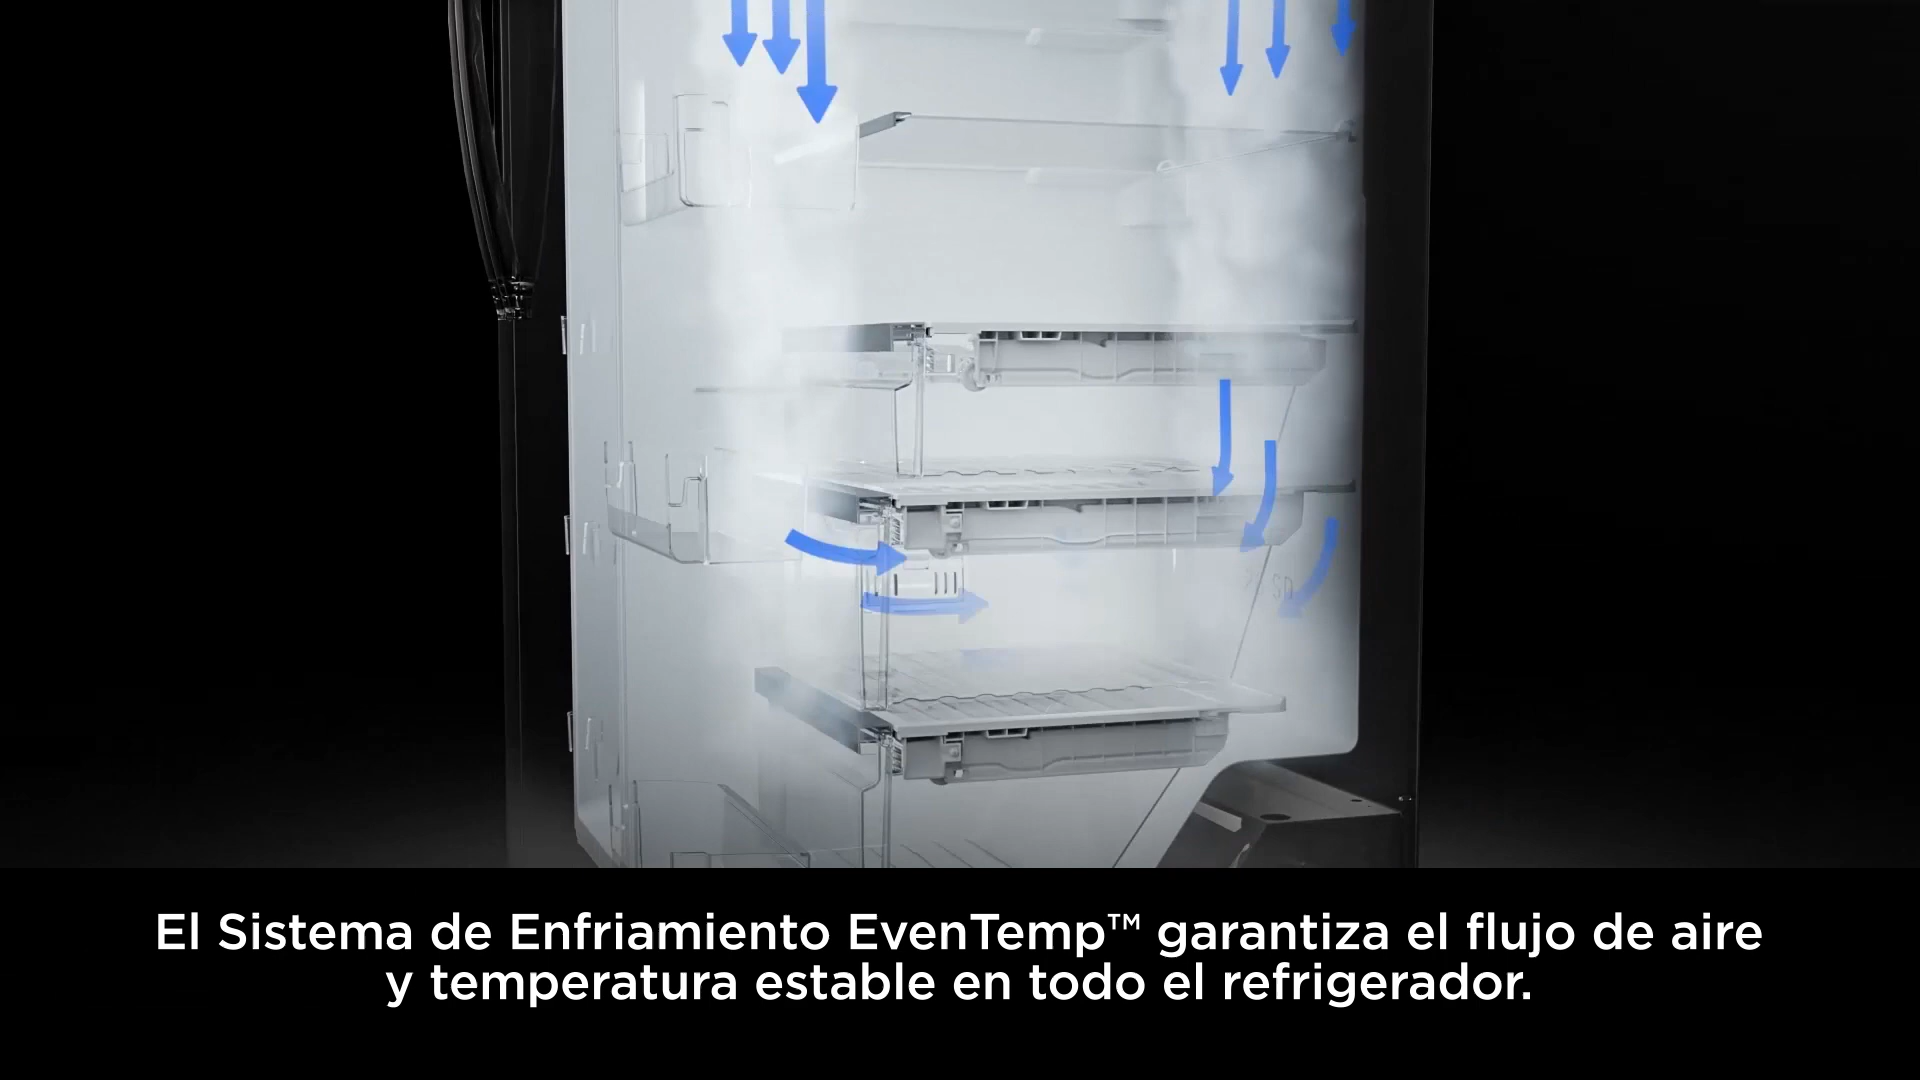 El Sistema de Enfriamiento EvenTemp™ garantiza el flujo de aire
y temperatura estable en todo el refrigerador.